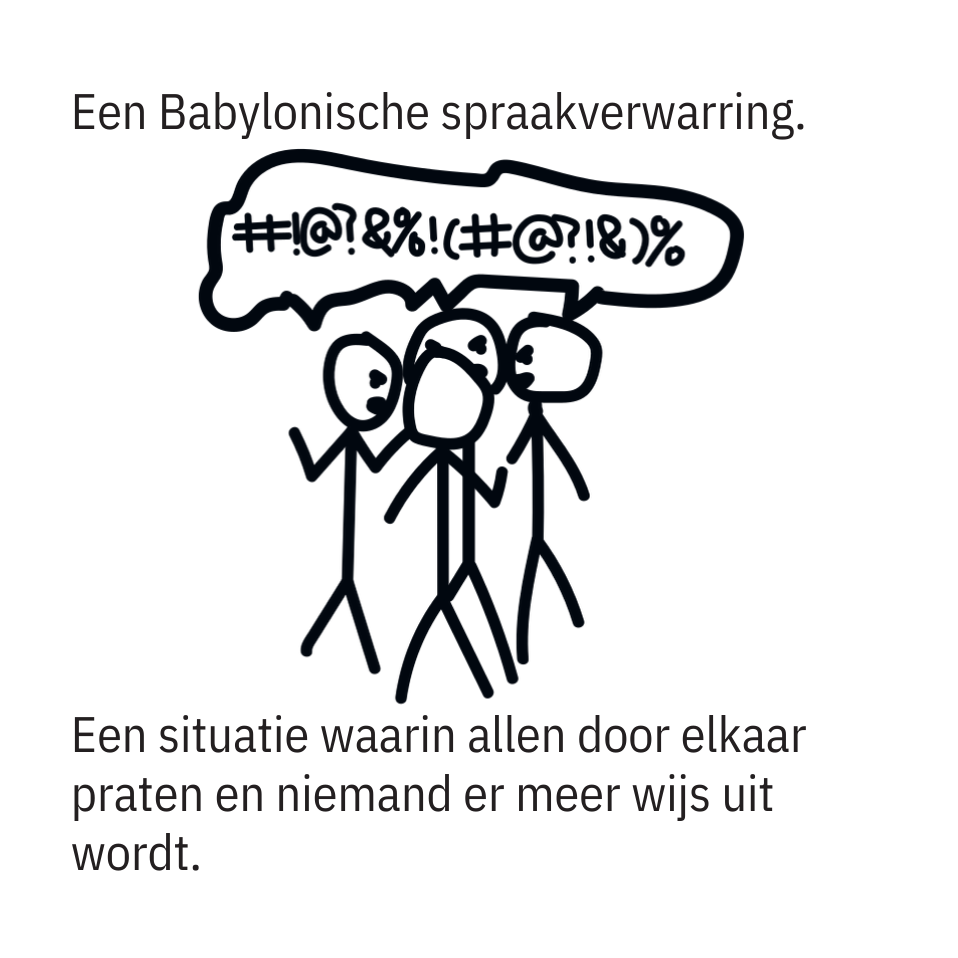 Een Babylonische spraakverwarring.
#!@?&%!(#@?!&)%
Een situatie waarin allen door elkaar
praten en niemand er meer wijs uit
wordt.